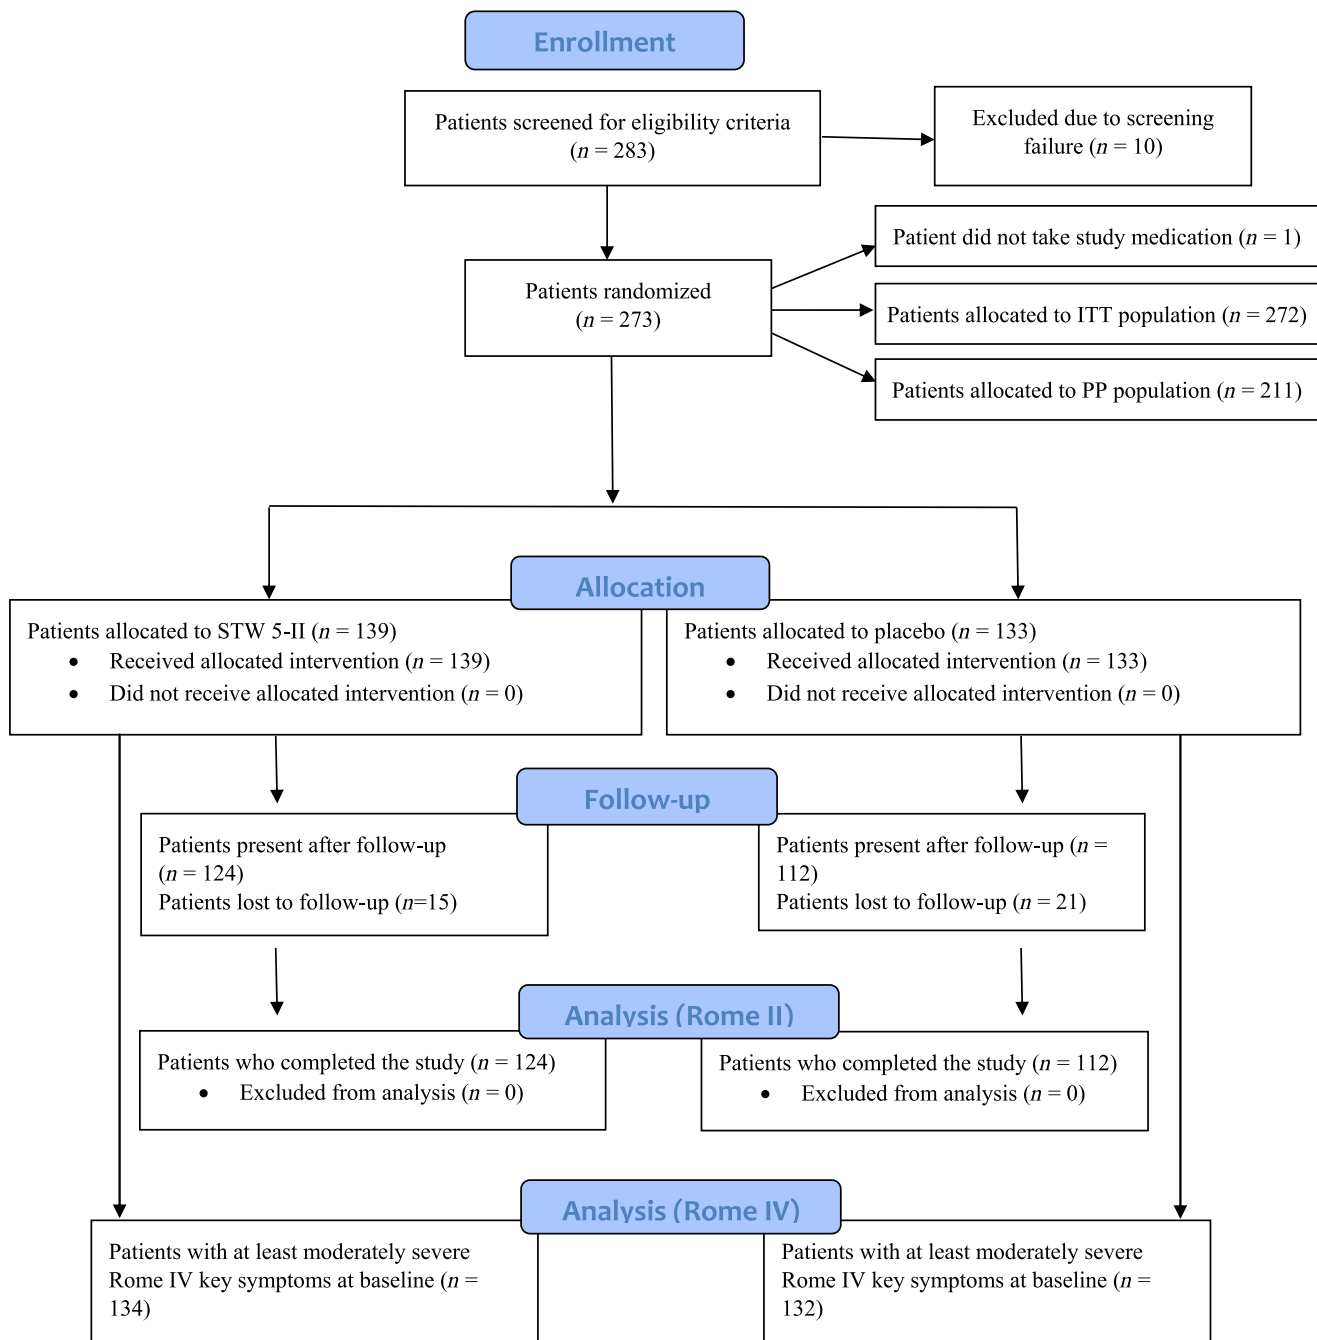 Enrollment
Patients screened for eligibility criteria
(n = 283)
Excluded due to screening
failure (n = 10)
Patients randomized
(n = 273)
Patient did not take study medication (n = 1)
Patients allocated to ITT population (n = 272)
Patients allocated to PP population (n = 211)
Allocation
Patients allocated to STW 5-II (n = 139)
• Received allocated intervention (n = 139)
• Did not receive allocated intervention (n = 0)
Patients allocated to placebo (n = 133)
• Received allocated intervention (n = 133)
• Did not receive allocated intervention (n = 0)
Follow-up
Patients present after follow-up
(n = 124)
Patients lost to follow-up (n=15)
Patients present after follow-up (n =
112)
Patients lost to follow-up (n = 21)
Analysis (Rome II)
Patients who completed the study (n = 124)
• Excluded from analysis (n = 0)
Patients who completed the study (n = 112)
• Excluded from analysis (n = 0)
Analysis (Rome IV)
Patients with at least moderately severe
Rome IV key symptoms at baseline (n =
134)
Patients with at least moderately severe
Rome IV key symptoms at baseline (n =
132)